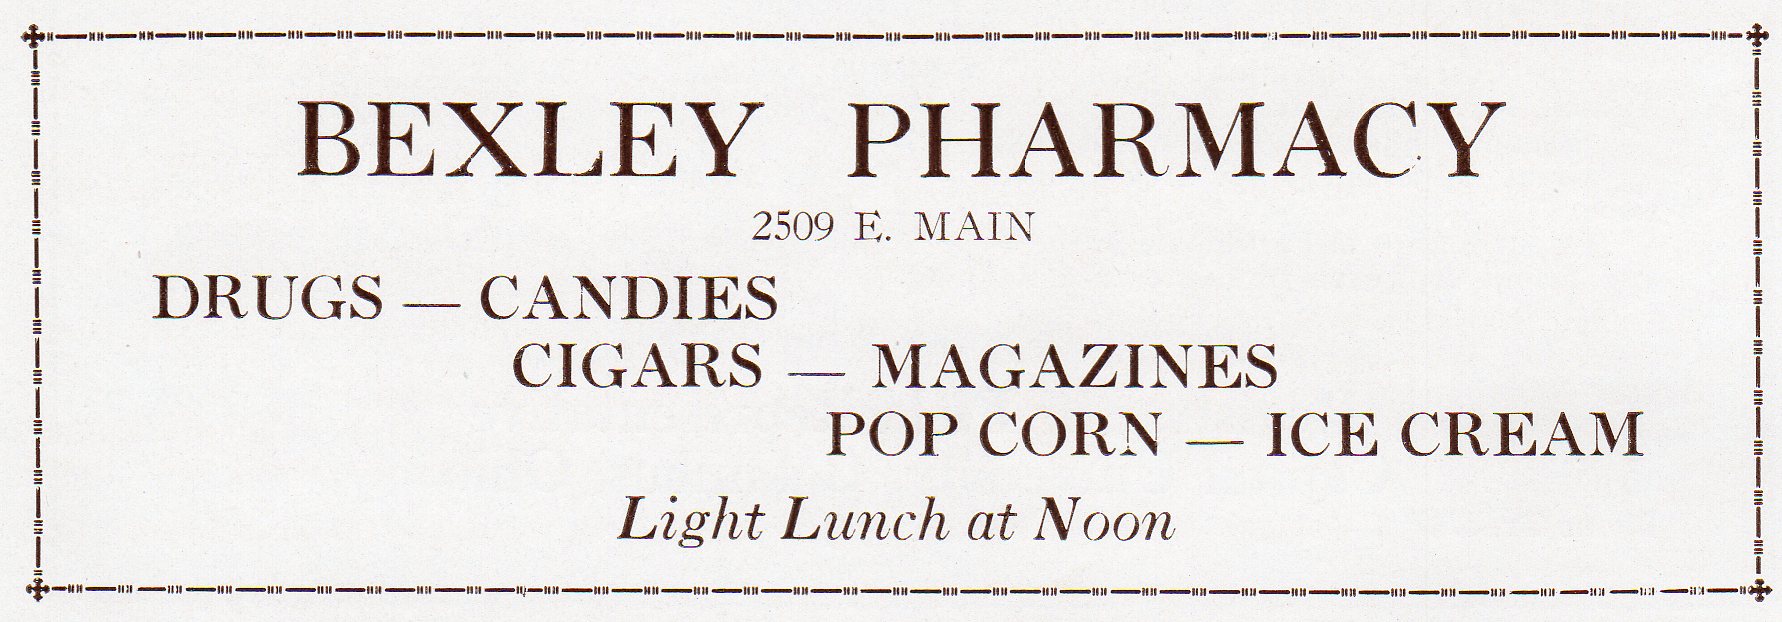 BEXLEY PHARMACY
2509 E. MAIN
DRUGS — CANDIES
CIGARS — MAGAZINES
POP CORN — ICE CREAM
Light Lunch at Noon